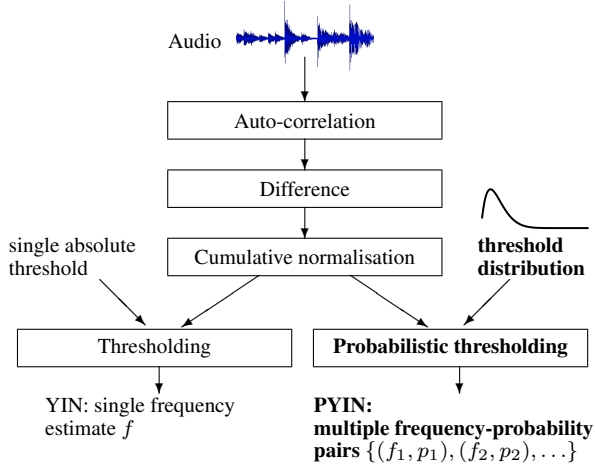 Audio
Auto-correlation
Difference
Cumulative normalisation
single absolute
threshold
threshold
distribution
Thresholding
Probabilistic thresholding
YIN: single frequency
estimate f
PYIN:
multiple frequency-probability
pairs {(f₁, p₁), (f₂, p₂), …}